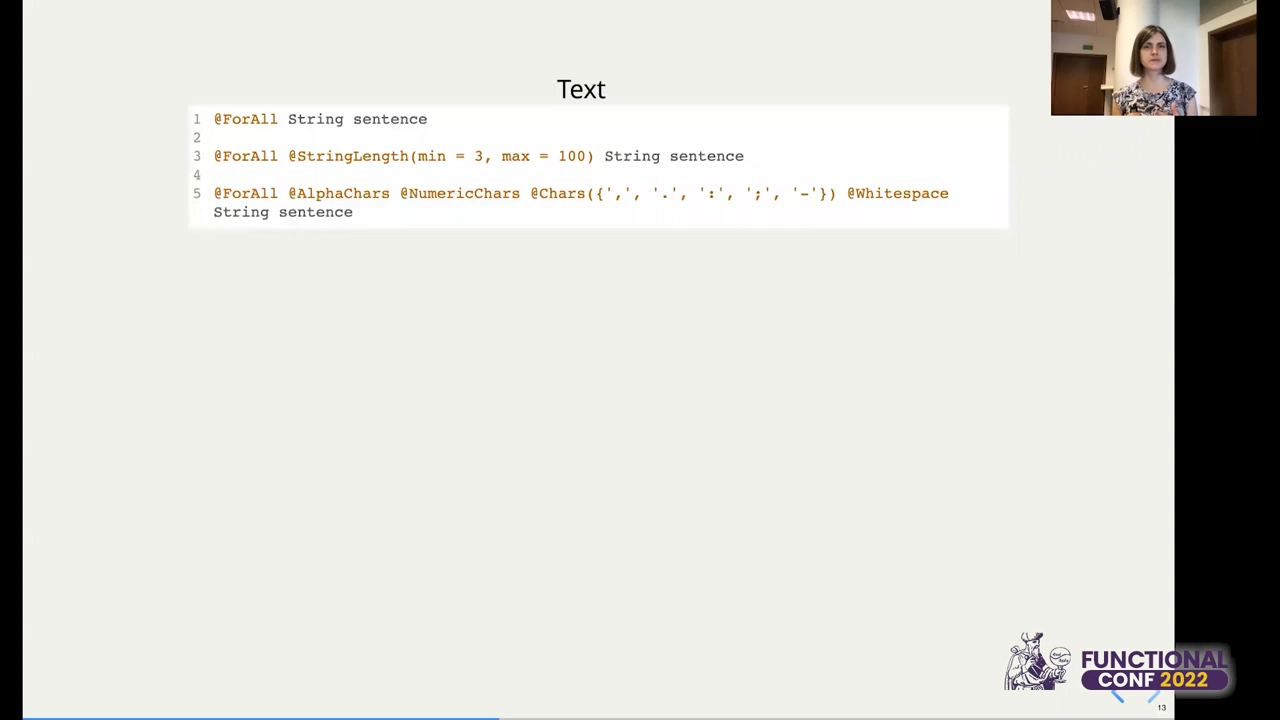 Text
1 @ForAll String sentence
2
3 @ForAll @StringLength(min = 3, max = 100) String sentence
4
5 @ForAll @AlphaChars @NumericChars @Chars({',', '.', ':', ';', '-'}) @Whitespace
String sentence
FUNCTIONAL
CONF 2022
13